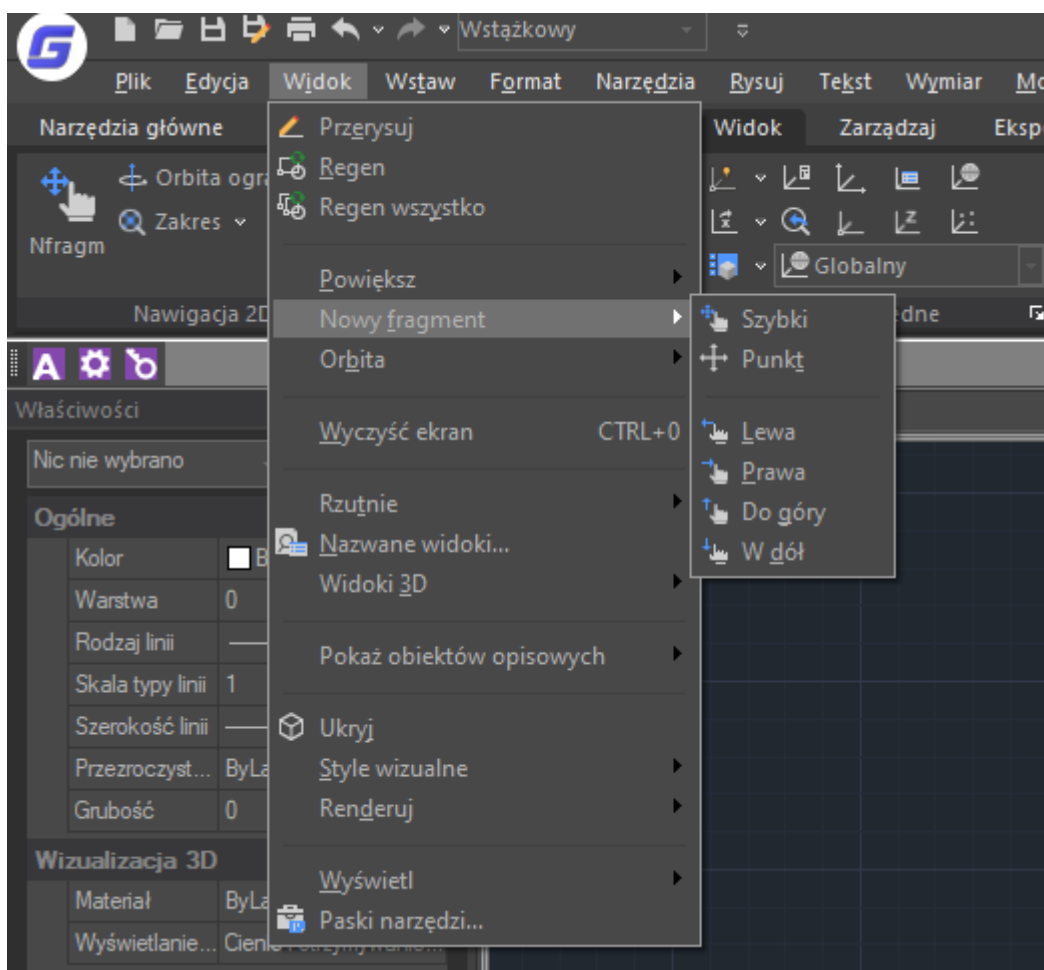 Wstążkowy
Plik Edycja Widok Wstaw Format Narzędzia Rysuj Tekst Wymiar
Narzędzia główne Widok Zarządzaj
Orbita
Zakres
Nfragm
Globalny
Nawigacja 2D
Przerysuj
Regen
Regen wszystko
Powiększ
Nowy fragment
Orbita
Wyczyść ekran CTRL+0
Rzutnie
Nazwane widoki...
Widoki 3D
Pokaż obiektów opisowych
Ukryj
Style wizualne
Renderuj
Wyświetl
Paski narzędzi...
Szybki
Punkt
Lewa
Prawa
Do góry
W dół
A
Właściwości
Nic nie wybrano
Ogólne
Kolor B
Warstwa 0
Rodzaj linii
Skala typy linii 1
Szerokość linii
Przezroczyst... ByLa
Grubość 0
Wizualizacja 3D
Materiał ByLa
Wyświetlanie... Cieni